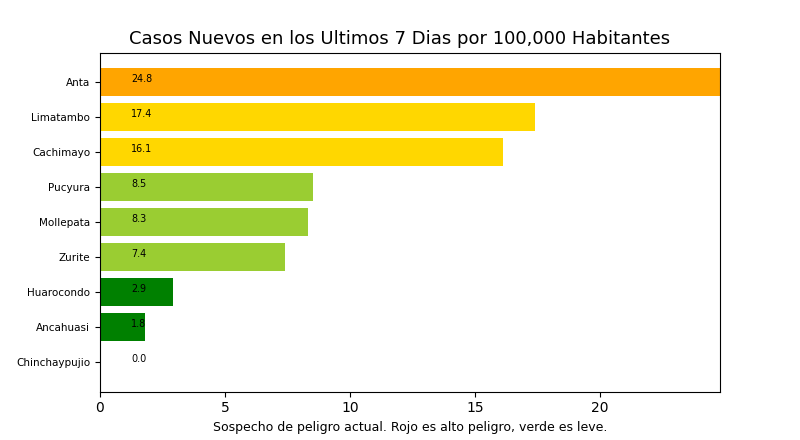 Casos Nuevos en los Ultimos 7 Dias por 100,000 Habitantes
Anta 24.8
Limatambo 17.4
Cachimayo 16.1
Pucyura 8.5
Mollepata 8.3
Zurite 7.4
Huarocondo 2.9
Ancahuasi 1.8
Chinchaypujio 0.0
0 5 10 15 20
Sospecho de peligro actual. Rojo es alto peligro, verde es leve.